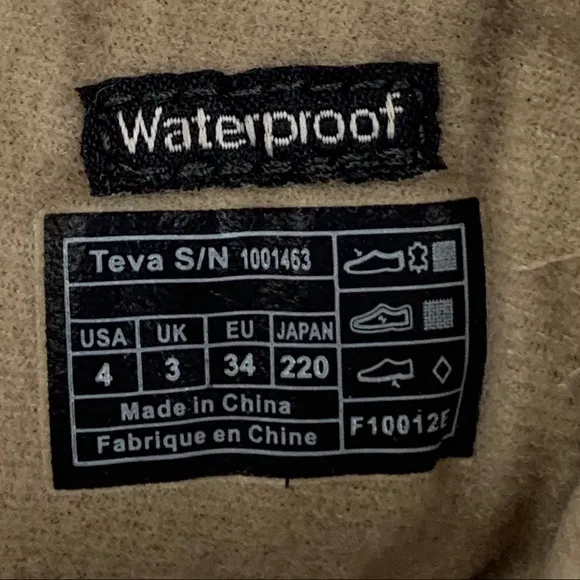 Waterproof
Teva S/N 1001463
USA UK EU JAPAN
4 3 34 220
Made in China
Fabrique en Chine
F10012E